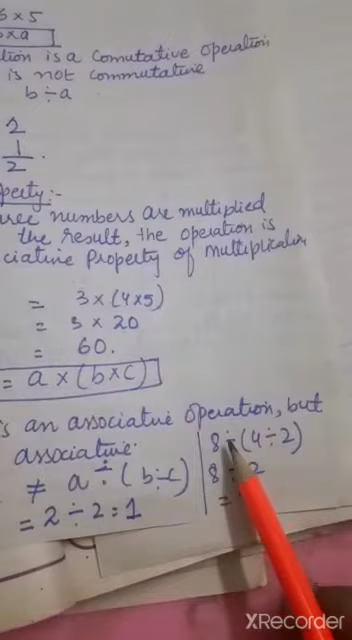 × 5
b×a
tion is a comutative operation
is not commutative
b÷a
2
1
2.
perty:-
ree numbers are multiplied
the result, the operation is
ciative property of multiplication
= 3×(4×5)
= 3 × 20
= 60.
= a×(b×c)
is an associative operation, but
associative.
≠ a÷(b÷c)
= 2÷2=1
8÷(4÷2)
8 ÷ 2
=
XRecorder